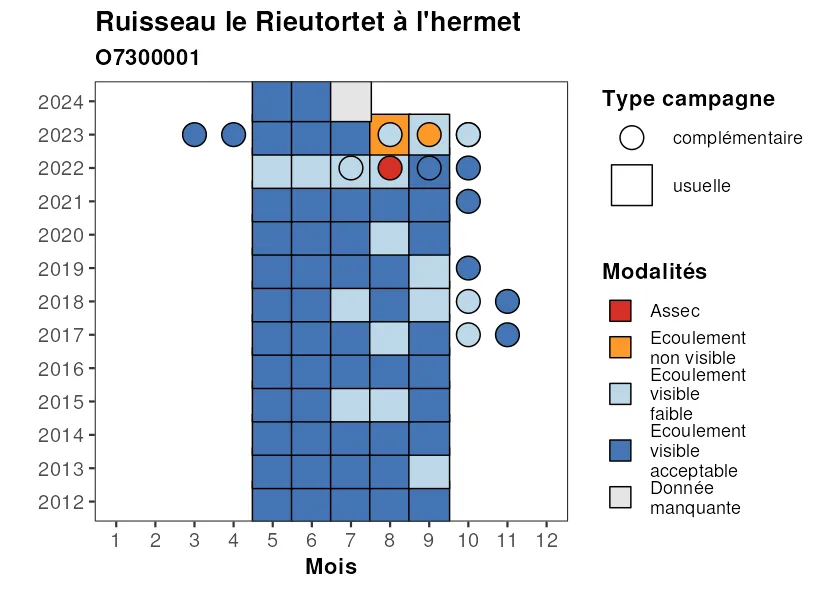 Ruisseau le Rieutortet à l'hermet
O7300001
2024
2023
2022
2021
2020
2019
2018
2017
2016
2015
2014
2013
2012
1 2 3 4 5 6 7 8 9 10 11 12
Mois
Type campagne
complémentaire
usuelle
Modalités
Assec
Ecoulement
non visible
Ecoulement
visible
faible
Ecoulement
visible
acceptable
Donnée
manquante